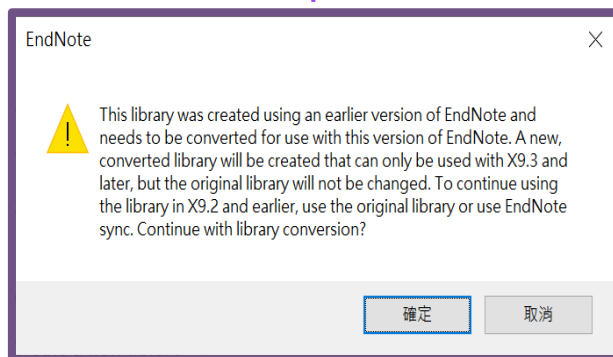 EndNote
This library was created using an earlier version of EndNote and
needs to be converted for use with this version of EndNote. A new,
converted library will be created that can only be used with X9.3 and
later, but the original library will not be changed. To continue using
the library in X9.2 and earlier, use the original library or use EndNote
sync. Continue with library conversion?
確定
取消